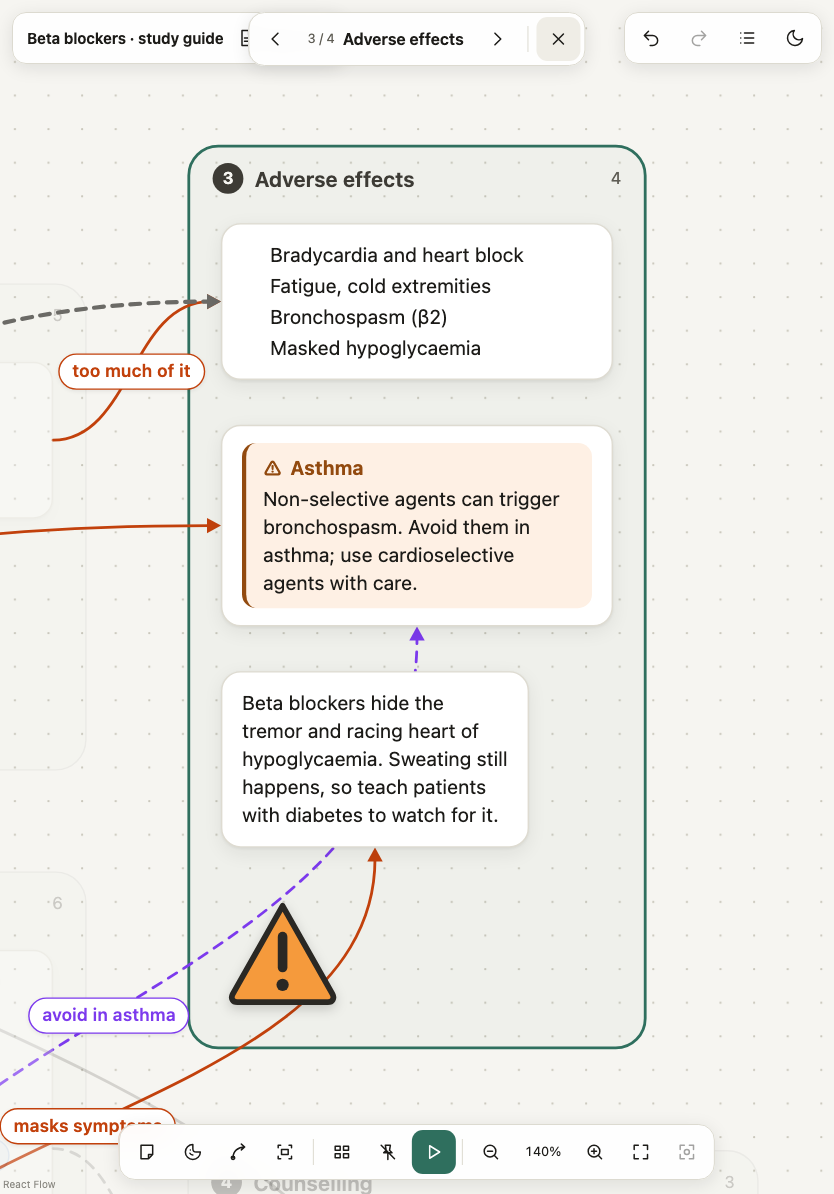 Beta blockers · study guide
3 / 4 Adverse effects
3 Adverse effects 4
Bradycardia and heart block
Fatigue, cold extremities
Bronchospasm (β2)
Masked hypoglycaemia
too much of it
Asthma
Non-selective agents can trigger
bronchospasm. Avoid them in
asthma; use cardioselective
agents with care.
Beta blockers hide the
tremor and racing heart of
hypoglycaemia. Sweating still
happens, so teach patients
with diabetes to watch for it.
6
avoid in asthma
masks symptoms
140%
React Flow
4 Counselling 3